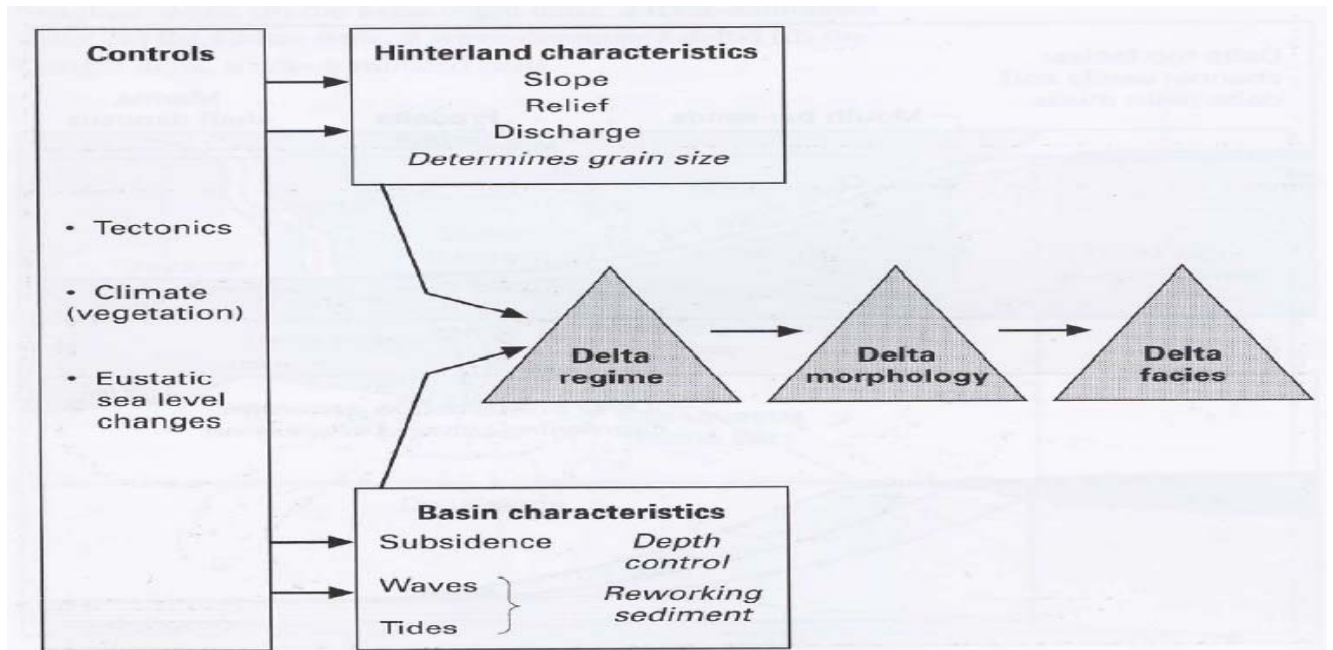 Controls
• Tectonics
• Climate
(vegetation)
• Eustatic
sea level
changes
Hinterland characteristics
Slope
Relief
Discharge
Determines grain size
Delta
regime
Delta
morphology
Delta
facies
Basin characteristics
Subsidence
Depth
control
Waves
Tides
Reworking
sediment